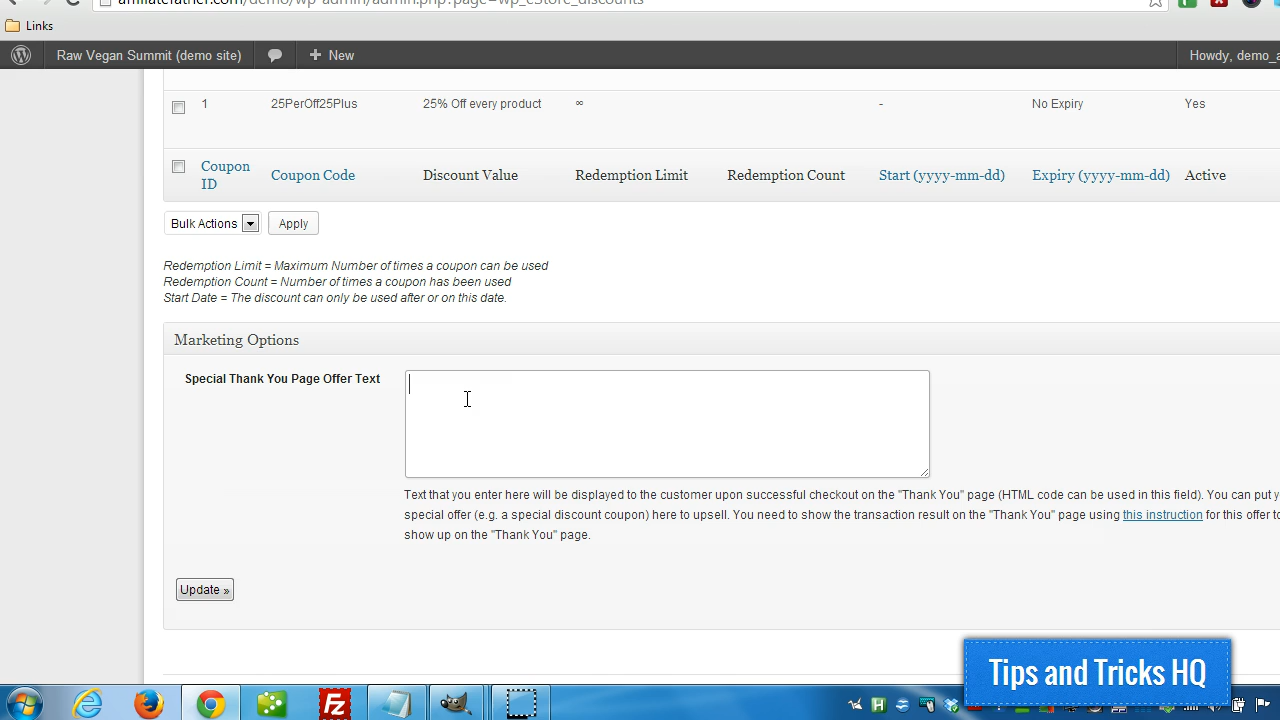 affiliatefather.com/demo/wp-admin/admin.php?page=wp_eStore_discounts
Links
Raw Vegan Summit (demo site) + New Howdy, demo_a
1 25PerOff25Plus 25% Off every product ∞ - No Expiry Yes
Coupon ID Coupon Code Discount Value Redemption Limit Redemption Count Start (yyyy-mm-dd) Expiry (yyyy-mm-dd) Active
Bulk Actions Apply
Redemption Limit = Maximum Number of times a coupon can be used
Redemption Count = Number of times a coupon has been used
Start Date = The discount can only be used after or on this date.
Marketing Options
Special Thank You Page Offer Text
Text that you enter here will be displayed to the customer upon successful checkout on the "Thank You" page (HTML code can be used in this field). You can put y
special offer (e.g. a special discount coupon) here to upsell. You need to show the transaction result on the "Thank You" page using this instruction for this offer to
show up on the "Thank You" page.
Update »
Tips and Tricks HQ